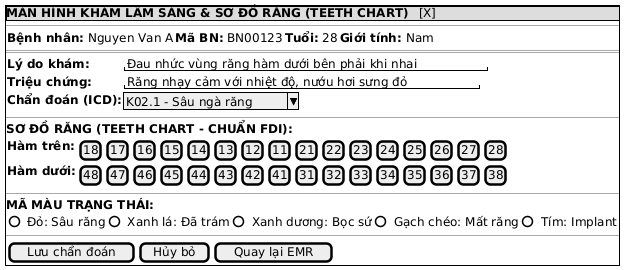 MÀN HÌNH KHÁM LÂM SÀNG & SƠ ĐỒ RĂNG (TEETH CHART) [X]
Bệnh nhân: Nguyen Van A Mã BN: BN00123 Tuổi: 28 Giới tính: Nam
Lý do khám: Đau nhức vùng răng hàm dưới bên phải khi nhai
Triệu chứng: Răng nhạy cảm với nhiệt độ, nướu hơi sưng đỏ
Chẩn đoán (ICD): K02.1 - Sâu ngà răng
SƠ ĐỒ RĂNG (TEETH CHART - CHUẨN FDI):
Hàm trên: 18 17 16 15 14 13 12 11 21 22 23 24 25 26 27 28
Hàm dưới: 48 47 46 45 44 43 42 41 31 32 33 34 35 36 37 38
MÃ MÀU TRẠNG THÁI:
Đỏ: Sâu răng Xanh lá: Đã trám Xanh dương: Bọc sứ Gạch chéo: Mất răng Tím: Implant
Lưu chẩn đoán Hủy bỏ Quay lại EMR